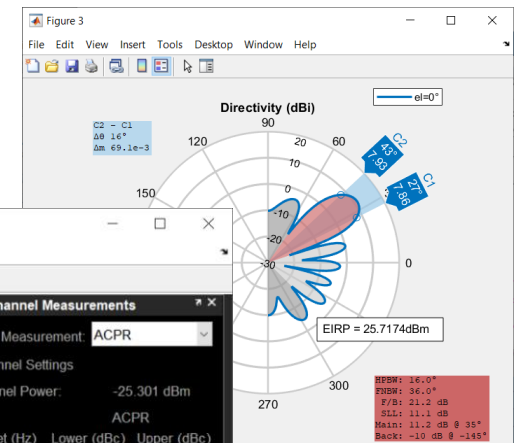 Figure 3
File Edit View Insert Tools Desktop Window Help
el=0°
Directivity (dBi)
C2 - C1
Δθ 16°
Δm 69.1e-3
90
120
20
60
C2
43°
7.93
10
C1
27°
7.86
150
0
-10
-20
-30
0
EIRP = 25.7174dBm
300
270
HPBW: 16.0°
FNBW: 36.0°
F/B: 21.2 dB
SLL: 11.1 dB
Main: 11.2 dB @ 35°
Back: -10 dB @ -145°
hannel Measurements
Measurement: ACPR
nnel Settings
nel Power: -25.301 dBm
ACPR
et (Hz) Lower (dBc) Upper (dBc)